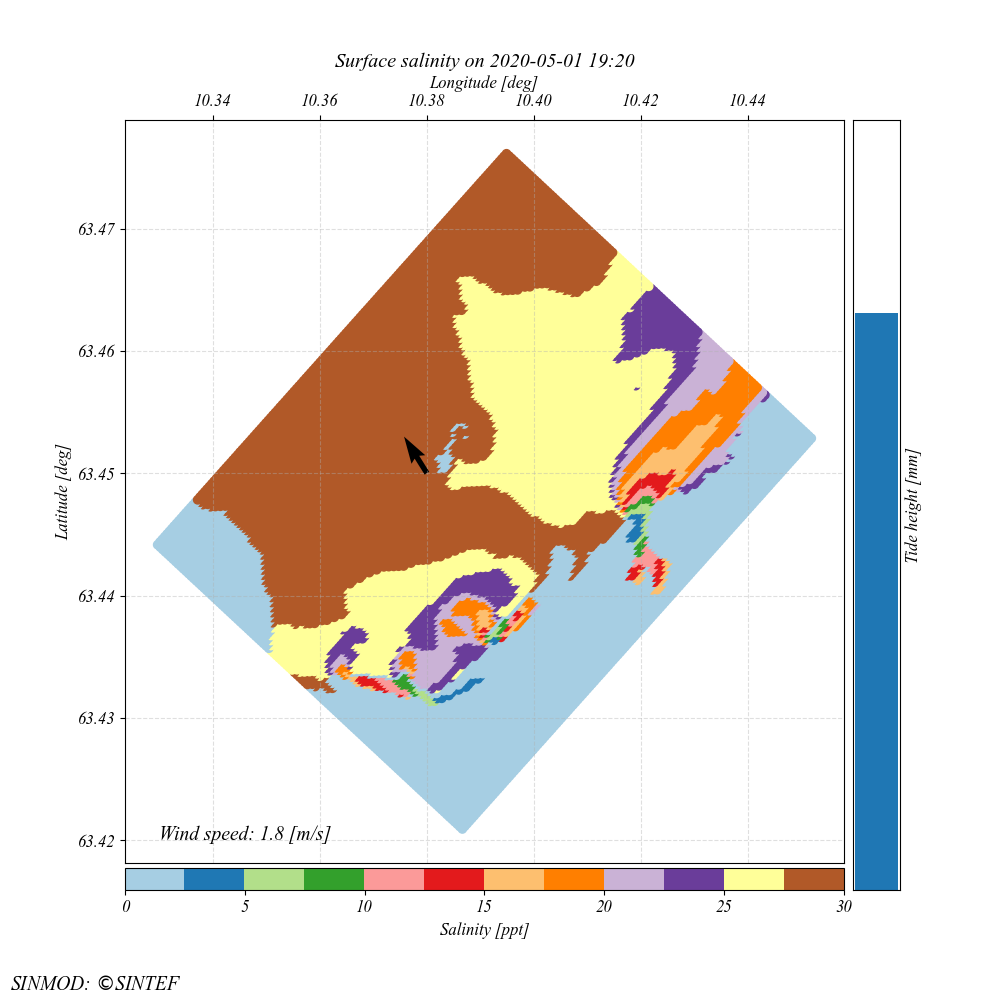 Surface salinity on 2020-05-01 19:20
Longitude [deg]
10.34 10.36 10.38 10.40 10.42 10.44
63.47
63.46
63.45
63.44
63.43
63.42
Latitude [deg]
Tide height [mm]
Wind speed: 1.8 [m/s]
0 5 10 15 20 25 30
Salinity [ppt]
SINMOD: ©SINTEF